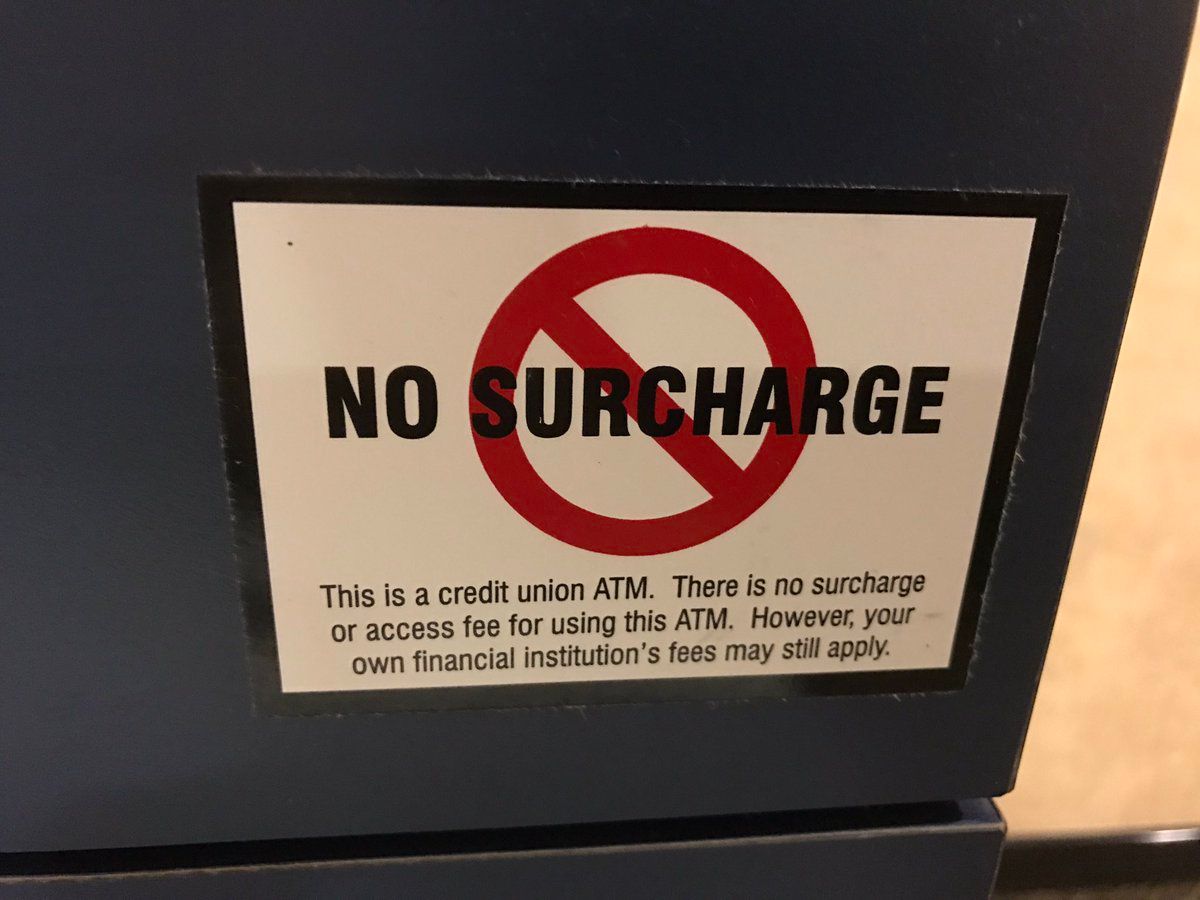 NO SURCHARGE
This is a credit union ATM. There is no surcharge
or access fee for using this ATM. However, your
own financial institution's fees may still apply.